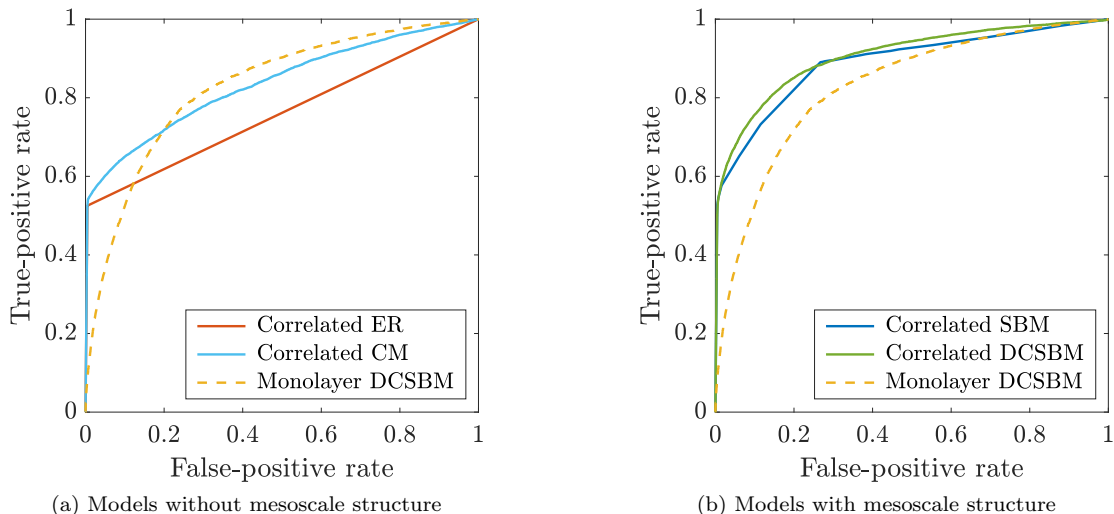 1
0.8
0.6
0.4
0.2
0
True-positive rate
Correlated ER
Correlated CM
Monolayer DCSBM
0 0.2 0.4 0.6 0.8 1
False-positive rate
(a) Models without mesoscale structure
1
0.8
0.6
0.4
0.2
0
True-positive rate
Correlated SBM
Correlated DCSBM
Monolayer DCSBM
0 0.2 0.4 0.6 0.8 1
False-positive rate
(b) Models with mesoscale structure